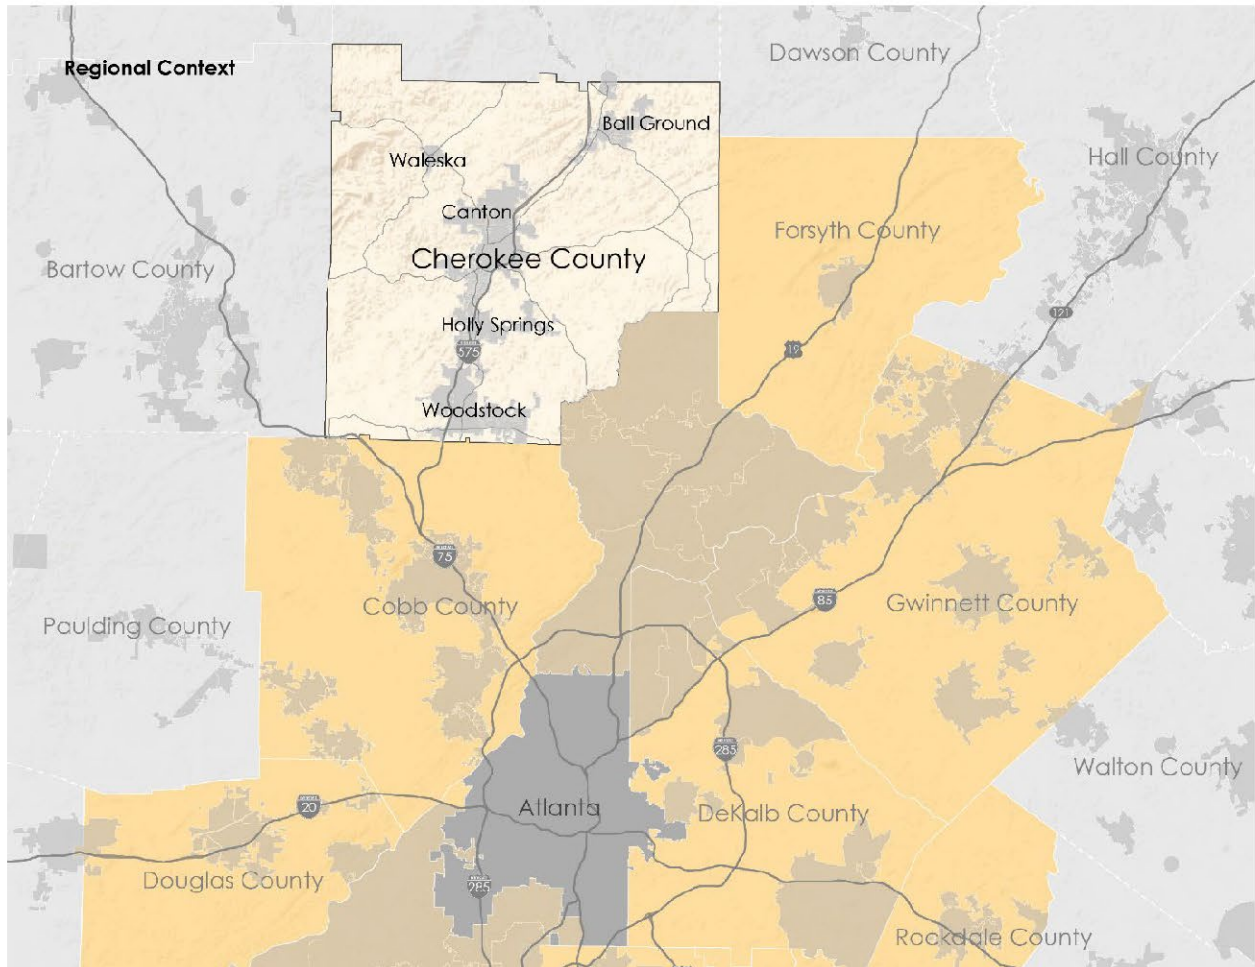 Dawson County
Regional Context
Ball Ground
Waleska
Hall County
Canton
Forsyth County
Cherokee County
Bartow County
121
Holly Springs
575
19
Woodstock
75
85
Cobb County
Gwinnett County
Paulding County
285
Walton County
20
Atlanta
DeKalb County
Douglas County
285
Rockdale County